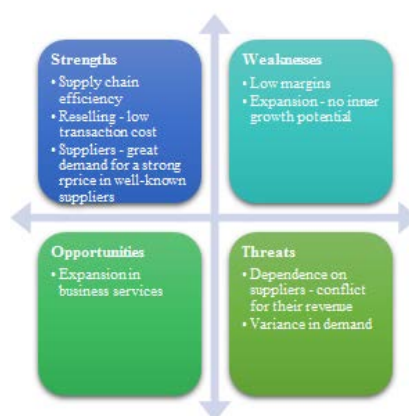 Strengths
• Supply chain
efficiency
• Reselling - low
transaction cost
• Suppliers - great
demand for a strong
rprice in well-known
suppliers
Weaknesses
• Low margins
• Expansion - no inner
growth potential
Opportunities
• Expansion in
business services
Threats
• Dependence on
suppliers - conflict
for their revenue
• Variance in demand